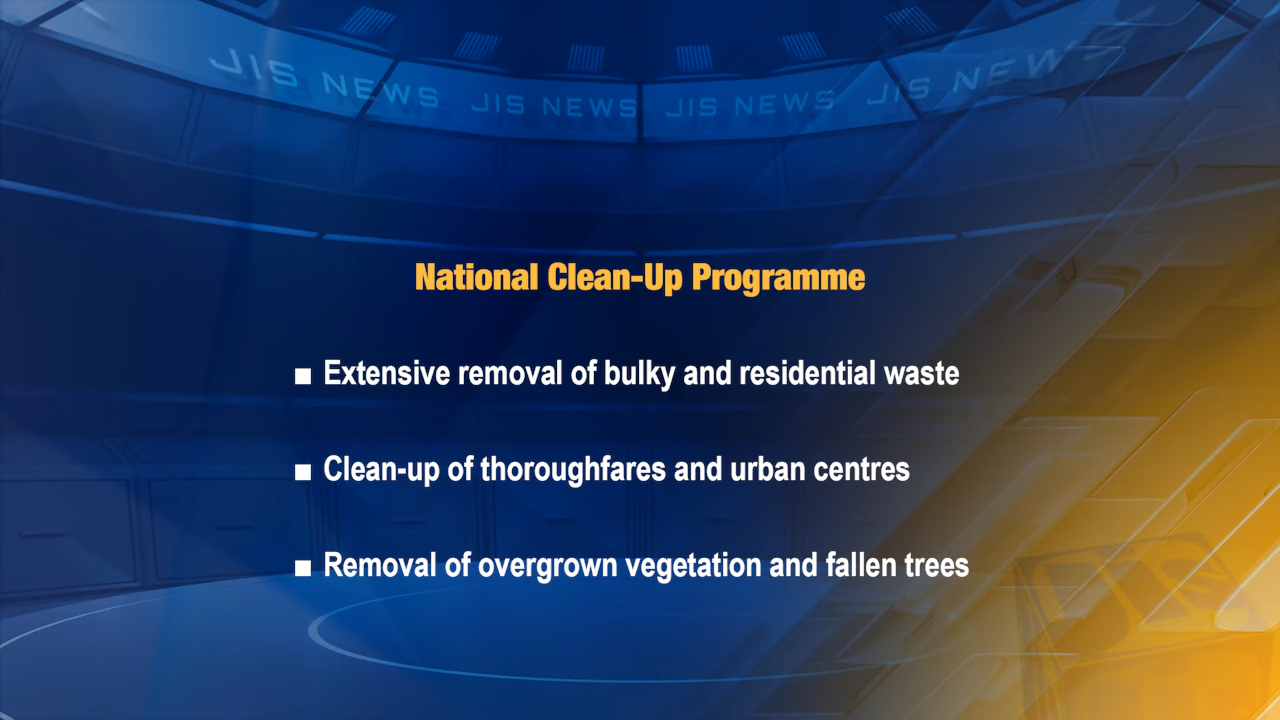 JIS NEWS JIS NEWS JIS NEWS JIS NEWS
National Clean-Up Programme
■ Extensive removal of bulky and residential waste
■ Clean-up of thoroughfares and urban centres
■ Removal of overgrown vegetation and fallen trees
JIS